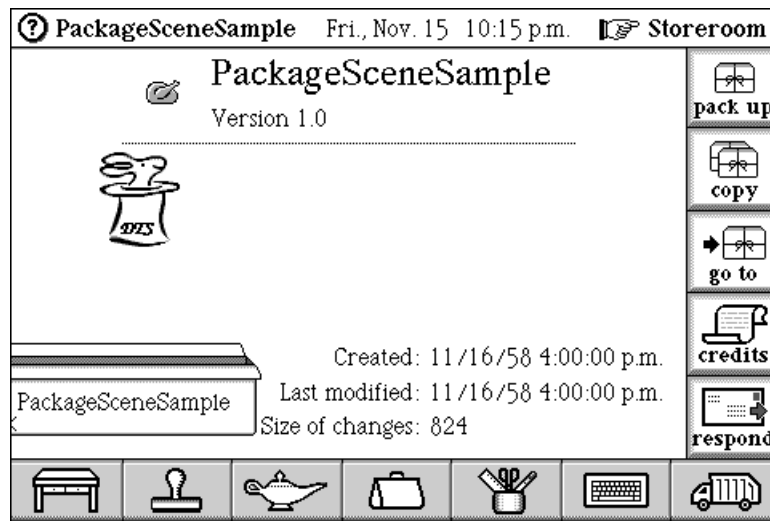 ? PackageSceneSample Fri., Nov. 15 10:15 p.m. Storeroom
PackageSceneSample
Version 1.0
DTS
pack up
copy
go to
credits
respond
Created: 11/16/58 4:00:00 p.m.
Last modified: 11/16/58 4:00:00 p.m.
Size of changes: 824
PackageSceneSample